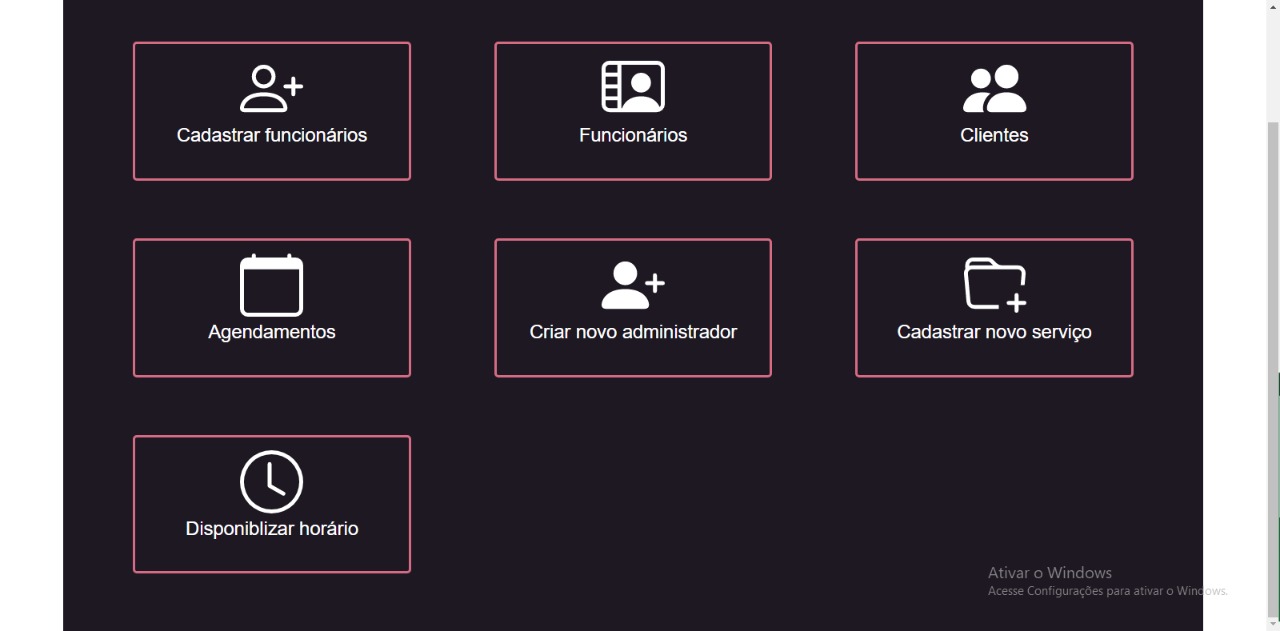 Cadastrar funcionários
Funcionários
Clientes
Agendamentos
Criar novo administrador
Cadastrar novo serviço
Disponiblizar horário
Ativar o Windows
Acesse Configurações para ativar o Windows.